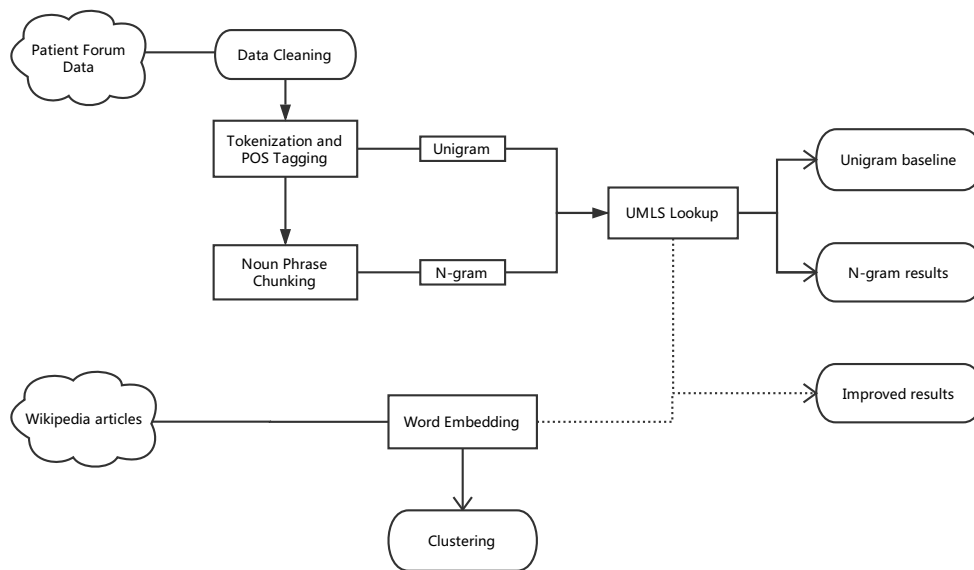 Patient Forum
Data
Data Cleaning
Tokenization and
POS Tagging
Unigram
Unigram baseline
UMLS Lookup
Noun Phrase
Chunking
N-gram
N-gram results
Improved results
Wikipedia articles
Word Embedding
Clustering